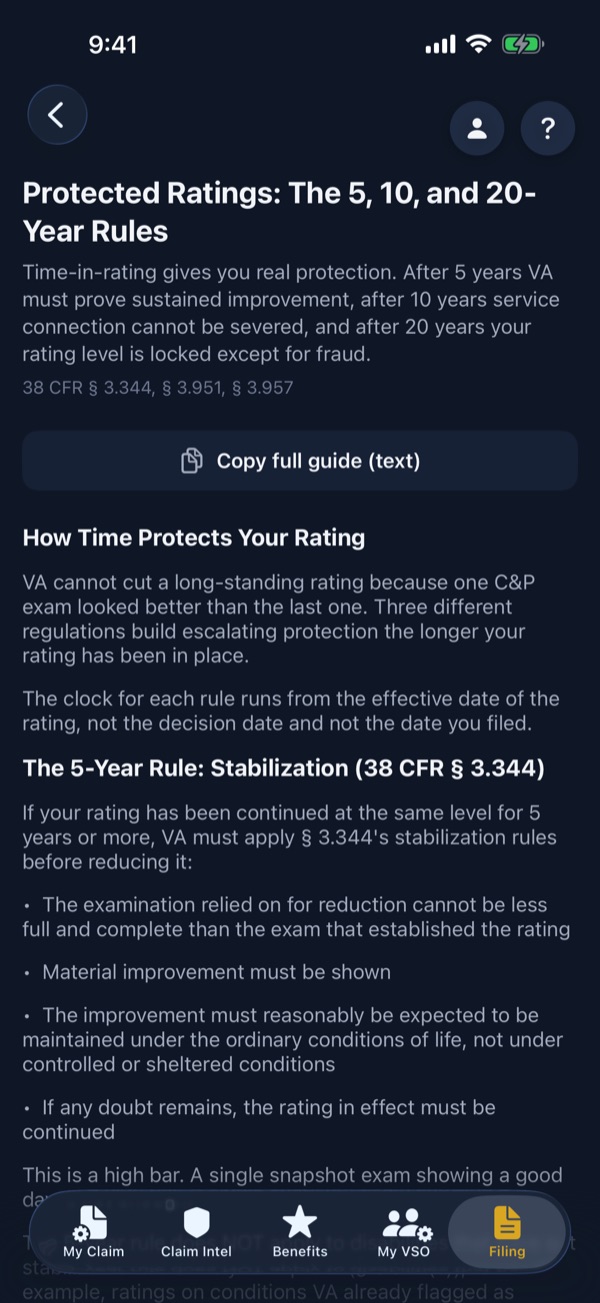 9:41
Protected Ratings: The 5, 10, and 20-
Year Rules
Time-in-rating gives you real protection. After 5 years VA
must prove sustained improvement, after 10 years service
connection cannot be severed, and after 20 years your
rating level is locked except for fraud.
38 CFR § 3.344, § 3.951, § 3.957
Copy full guide (text)
How Time Protects Your Rating
VA cannot cut a long-standing rating because one C&P
exam looked better than the last one. Three different
regulations build escalating protection the longer your
rating has been in place.
The clock for each rule runs from the effective date of the
rating, not the decision date and not the date you filed.
The 5-Year Rule: Stabilization (38 CFR § 3.344)
If your rating has been continued at the same level for 5
years or more, VA must apply § 3.344's stabilization rules
before reducing it:
• The examination relied on for reduction cannot be less
full and complete than the exam that established the rating
• Material improvement must be shown
• The improvement must reasonably be expected to be
maintained under the ordinary conditions of life, not under
controlled or sheltered conditions
• If any doubt remains, the rating in effect must be
continued
This is a high bar. A single snapshot exam showing a good
My Claim
Claim Intel
Benefits
My VSO
Filing
example, ratings on conditions VA already flagged as